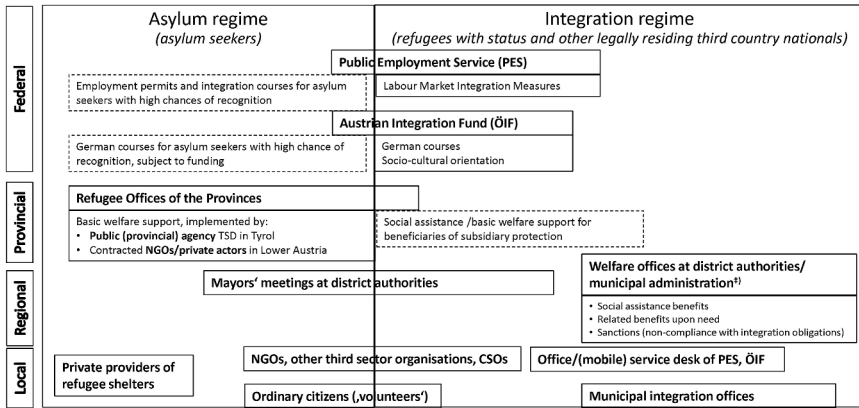 Asylum regime
(asylum seekers)
Integration regime
(refugees with status and other legally residing third country nationals)
Federal
Public Employment Service (PES)
Employment permits and integration courses for asylum
seekers with high chances of recognition
Labour Market Integration Measures
Austrian Integration Fund (ÖIF)
German courses for asylum seekers with high chance of
recognition, subject to funding
German courses
Socio-cultural orientation
Provincial
Refugee Offices of the Provinces
Basic welfare support, implemented by:
• Public (provincial) agency TSD in Tyrol
• Contracted NGOs/private actors in Lower Austria
Social assistance /basic welfare support for
beneficiaries of subsidiary protection
Regional
Mayors‘ meetings at district authorities
Welfare offices at district authorities/
municipal administration‡)
• Social assistance benefits
• Related benefits upon need
• Sanctions (non-compliance with integration obligations)
Local
Private providers of
refugee shelters
NGOs, other third sector organisations, CSOs
Office/(mobile) service desk of PES, ÖIF
Ordinary citizens (‚volunteers‘)
Municipal integration offices